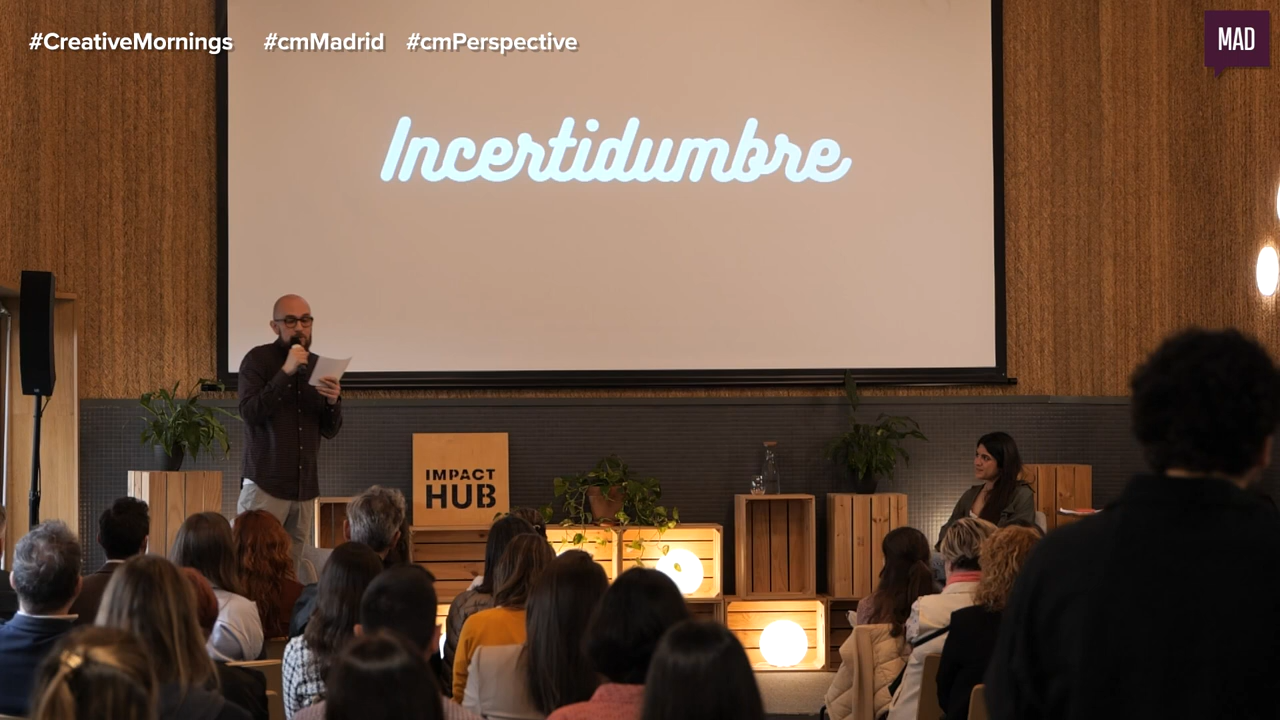 #CreativeMornings #cmMadrid #cmPerspective
MAD
Incertidumbre
IMPACT
HUB